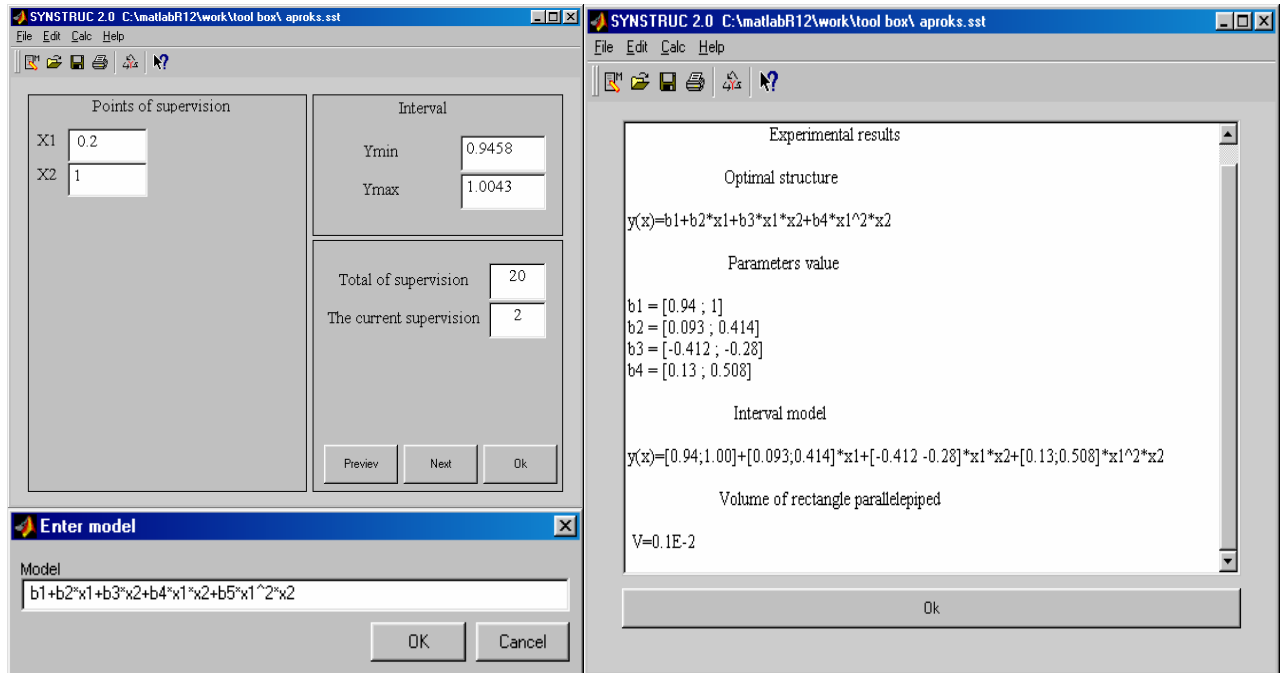 SYNSTRUC 2.0 C:\matlabR12\work\tool box\ aproks.sst
File Edit Calc Help
Points of supervision
X1 0.2
X2 1
Interval
Ymin 0.9458
Ymax 1.0043
Total of supervision 20
The current supervision 2
Previev Next Ok
Enter model
Model
b1+b2*x1+b3*x2+b4*x1*x2+b5*x1^2*x2
OK Cancel
SYNSTRUC 2.0 C:\matlabR12\work\tool box\ aproks.sst
File Edit Calc Help
Experimental results
Optimal structure
y(x)=b1+b2*x1+b3*x1*x2+b4*x1^2*x2
Parameters value
b1 = [0.94 ; 1]
b2 = [0.093 ; 0.414]
b3 = [-0.412 ; -0.28]
b4 = [0.13 ; 0.508]
Interval model
y(x)=[0.94;1.00]+[0.093;0.414]*x1+[-0.412 -0.28]*x1*x2+[0.13;0.508]*x1^2*x2
Volume of rectangle parallelepiped
V=0.1E-2
Ok